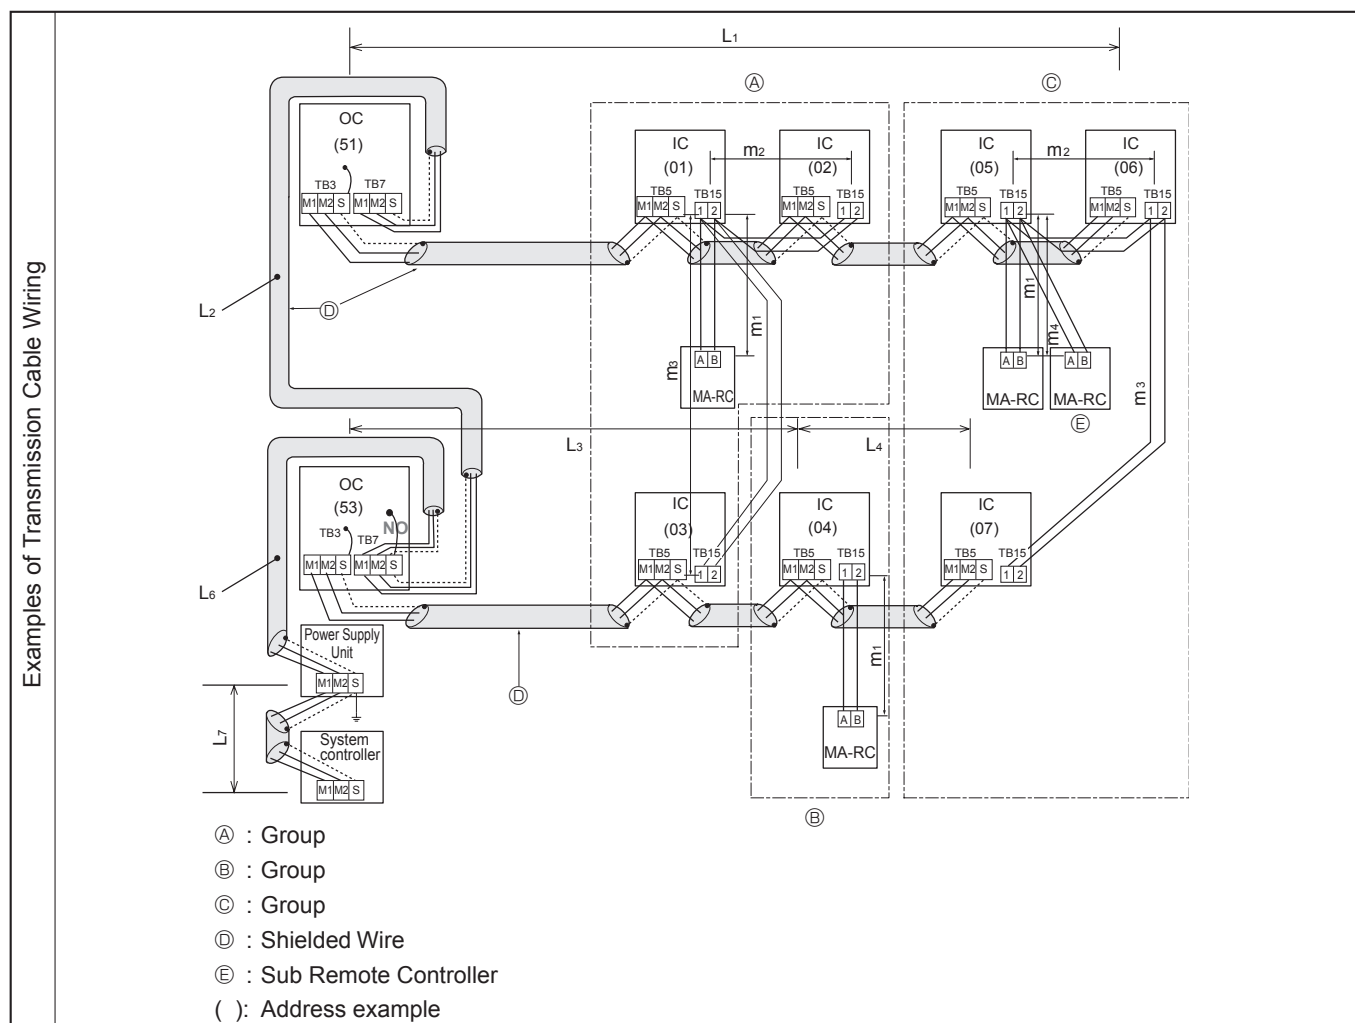 Examples of Transmission Cable Wiring
L1
Ⓐ
Ⓒ
OC
(51)
TB3 TB7
M1 M2 S M1 M2 S
IC
(01)
TB5 TB15
M1 M2 S 1 2
m2
IC
(02)
TB5 TB15
M1 M2 S 1 2
IC
(05)
TB5 TB15
M1 M2 S 1 2
m2
IC
(06)
TB5 TB15
M1 M2 S 1 2
L2
Ⓓ
m1
m3
A B
MA-RC
m1
m4
A B
MA-RC
A B
MA-RC
Ⓔ
m3
L3
L4
OC
(53)
NO
TB3 TB7
M1 M2 S M1 M2 S
IC
(03)
TB5 TB15
M1 M2 S 1 2
IC
(04)
TB5 TB15
M1 M2 S 1 2
IC
(07)
TB5 TB15
M1 M2 S 1 2
L6
Power Supply
Unit
M1 M2 S
Ⓓ
m1
A B
MA-RC
L7
System
controller
M1 M2 S
Ⓑ
Ⓐ : Group
Ⓑ : Group
Ⓒ : Group
Ⓓ : Shielded Wire
Ⓔ : Sub Remote Controller
( ): Address example